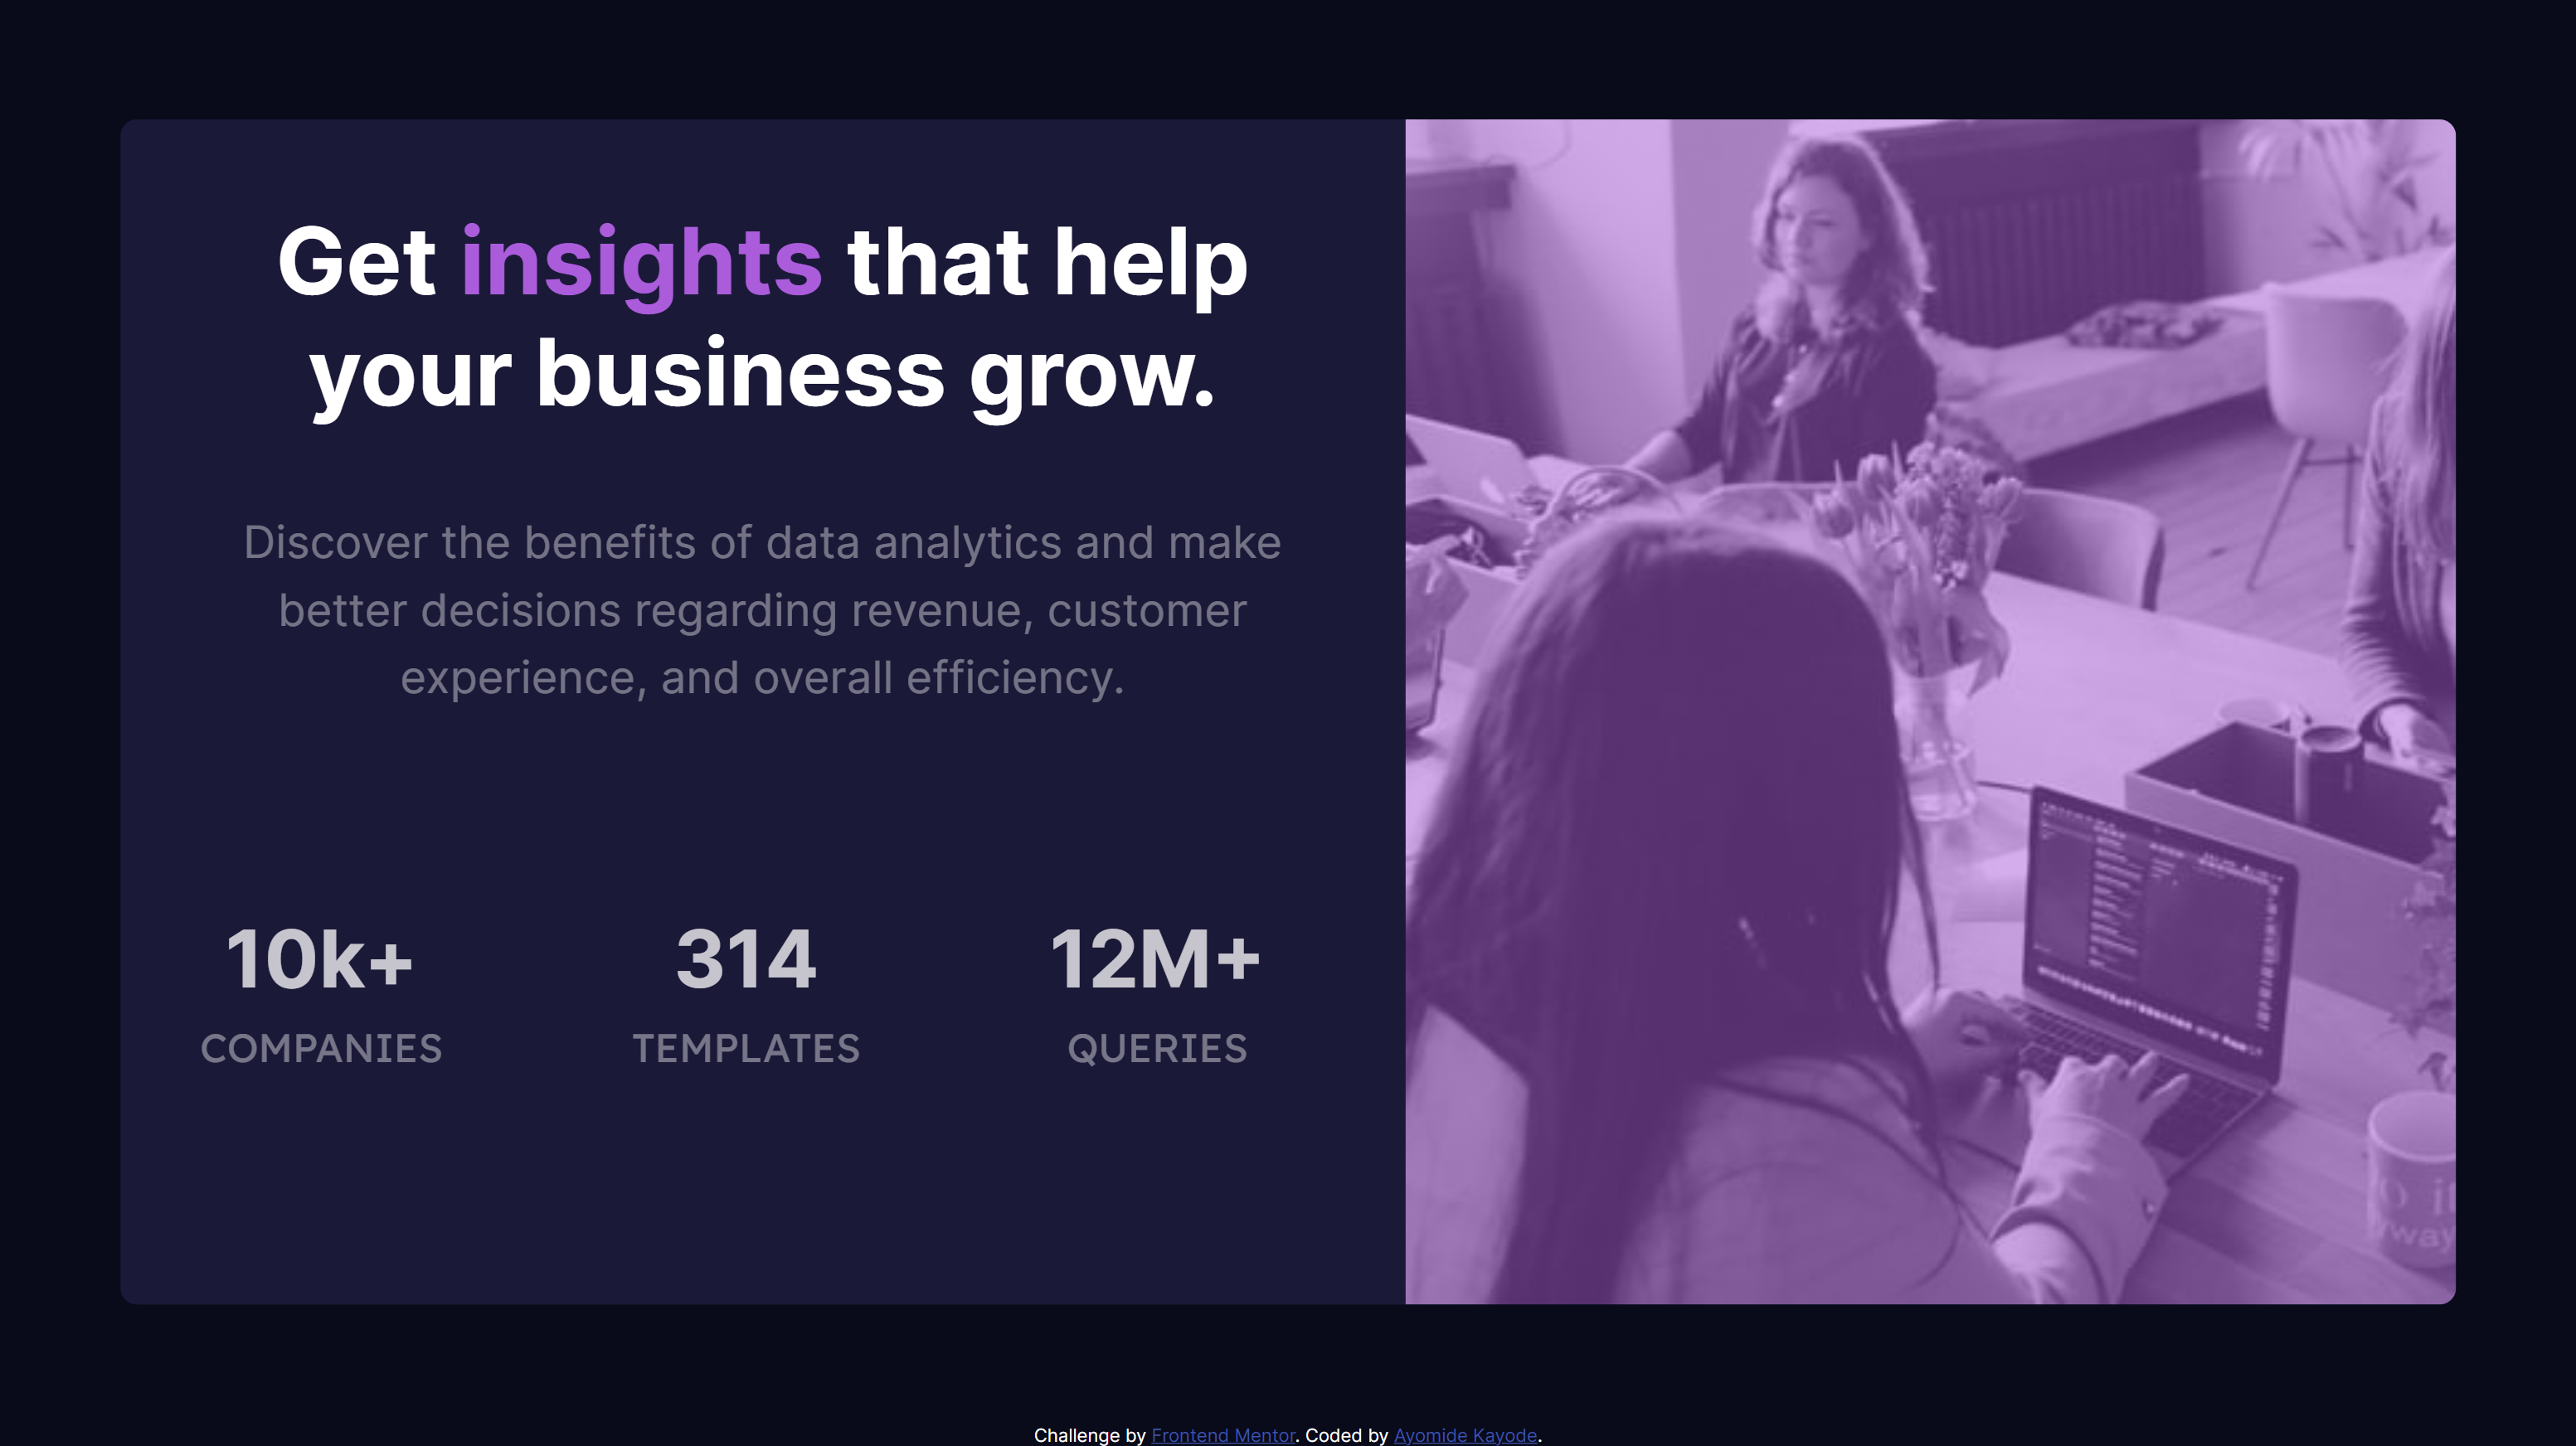 Get insights that help
your business grow.
Discover the benefits of data analytics and make
better decisions regarding revenue, customer
experience, and overall efficiency.
10k+ 314 12M+
COMPANIES TEMPLATES QUERIES
Challenge by Frontend Mentor. Coded by Ayomide Kayode.